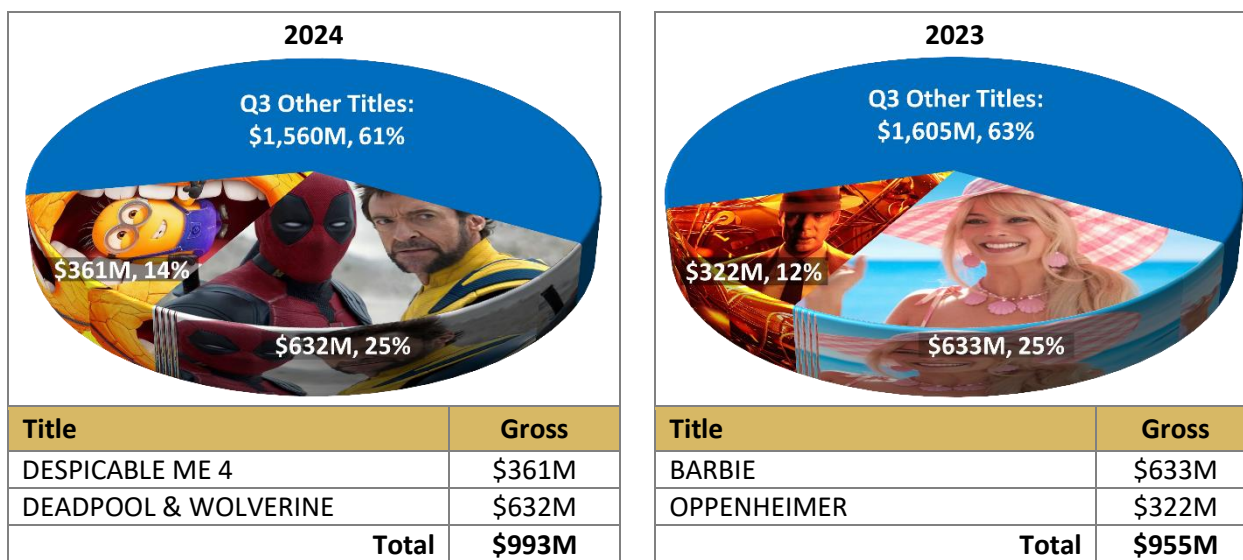 2024
Q3 Other Titles:
$1,560M, 61%
$361M, 14%
$632M, 25%
Title Gross
DESPICABLE ME 4 $361M
DEADPOOL & WOLVERINE $632M
Total $993M
2023
Q3 Other Titles:
$1,605M, 63%
$322M, 12%
$633M, 25%
Title Gross
BARBIE $633M
OPPENHEIMER $322M
Total $955M